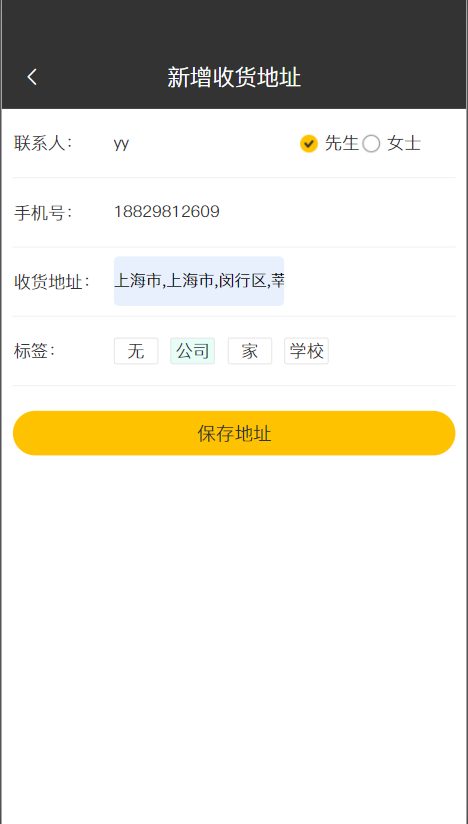 新增收货地址
联系人： yy 先生 女士
手机号： 18829812609
收货地址： 上海市,上海市,闵行区,莘
标签： 无 公司 家 学校
保存地址